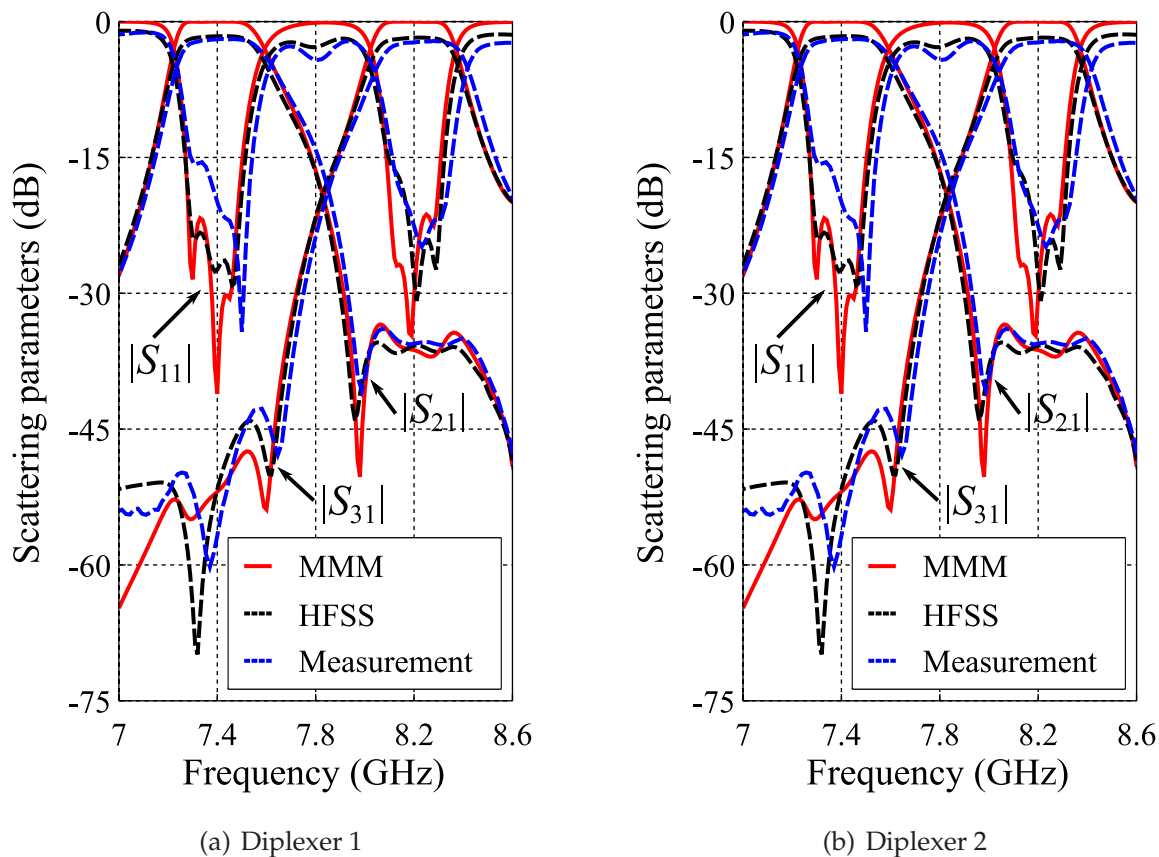 Scattering parameters (dB)
0
-15
-30
-45
-60
-75
|S11|
|S21|
|S31|
MMM
HFSS
Measurement
7
7.4
7.8
8.2
8.6
Frequency (GHz)
(a) Diplexer 1
Scattering parameters (dB)
0
-15
-30
-45
-60
-75
|S11|
|S21|
|S31|
MMM
HFSS
Measurement
7
7.4
7.8
8.2
8.6
Frequency (GHz)
(b) Diplexer 2